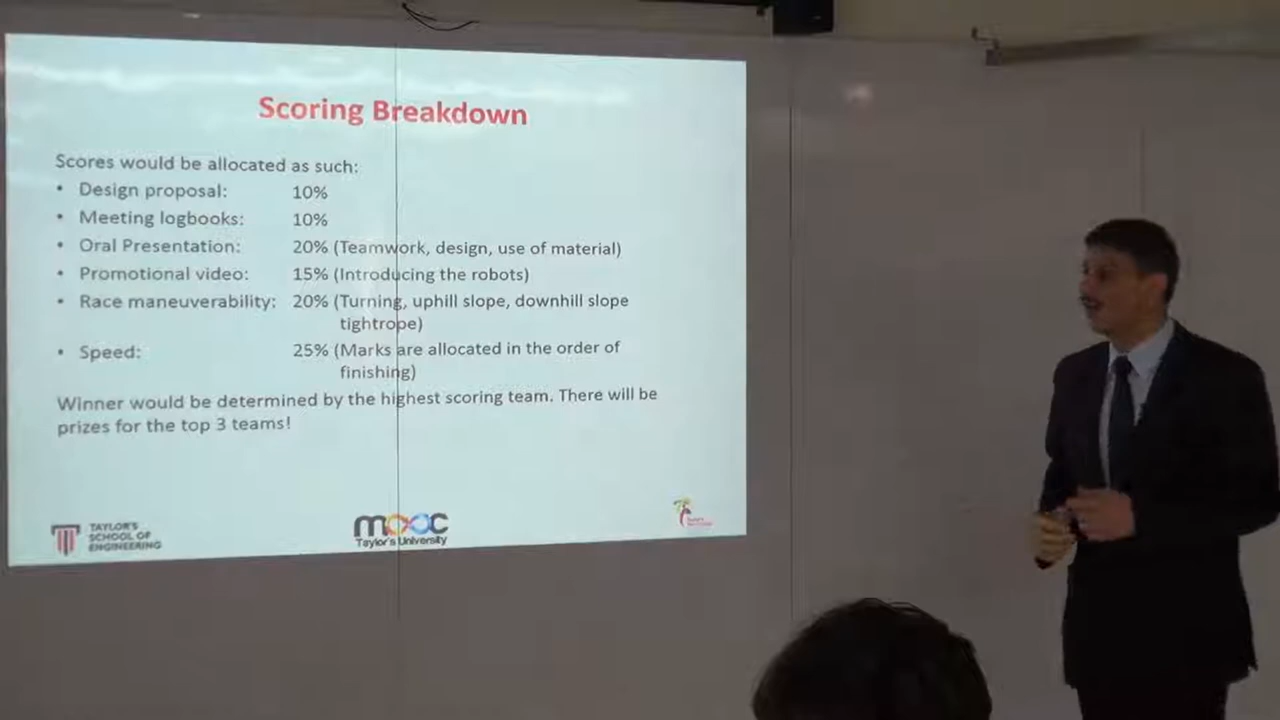 Scoring Breakdown
Scores would be allocated as such:
• Design proposal: 10%
• Meeting logbooks: 10%
• Oral Presentation: 20% (Teamwork, design, use of material)
• Promotional video: 15% (Introducing the robots)
• Race maneuverability: 20% (Turning, uphill slope, downhill slope
tightrope)
• Speed: 25% (Marks are allocated in the order of
finishing)
Winner would be determined by the highest scoring team. There will be
prizes for the top 3 teams!
TAYLOR'S
SCHOOL OF
ENGINEERING
mooc
Taylor's University